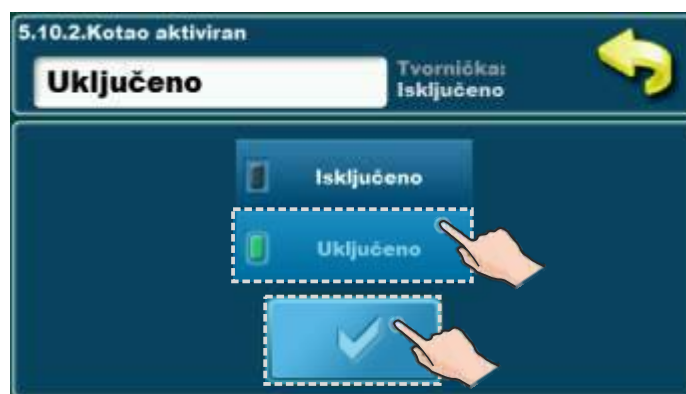 5.10.2.Kotao aktiviran
Uključeno
Tvornička:
Isključeno
Isključeno
Uključeno